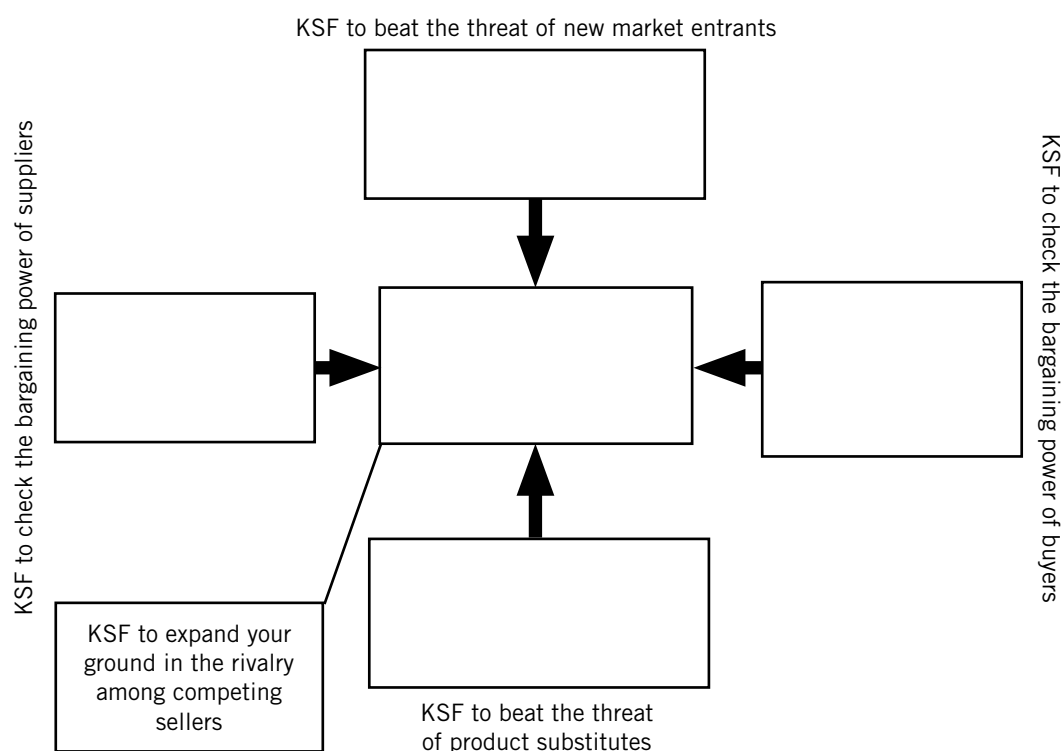 KSF to beat the threat of new market entrants
KSF to check the bargaining power of suppliers
KSF to check the bargaining power of buyers
KSF to expand your
ground in the rivalry
among competing
sellers
KSF to beat the threat
of product substitutes